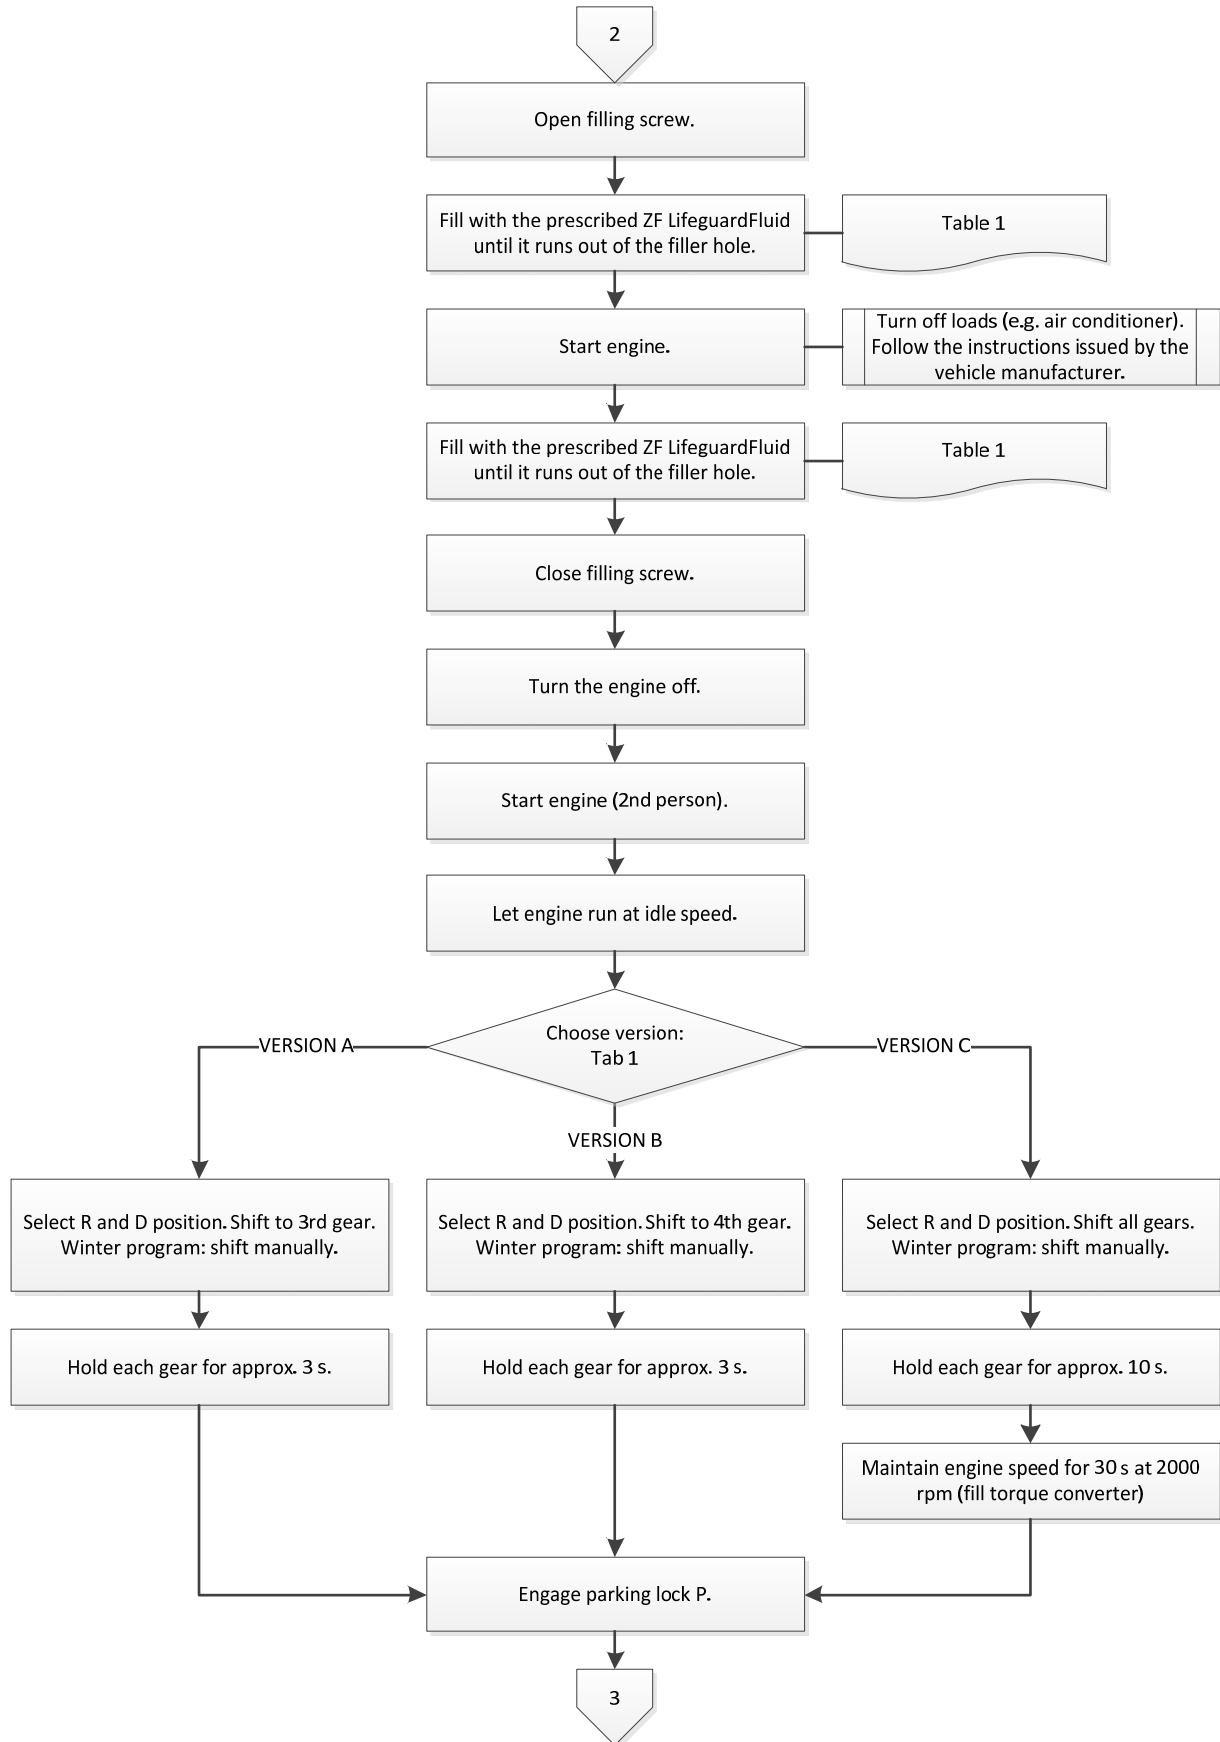 2
Open filling screw.
Fill with the prescribed ZF LifeguardFluid
until it runs out of the filler hole.
Table 1
Start engine.
Turn off loads (e.g. air conditioner).
Follow the instructions issued by the
vehicle manufacturer.
Fill with the prescribed ZF LifeguardFluid
until it runs out of the filler hole.
Table 1
Close filling screw.
Turn the engine off.
Start engine (2nd person).
Let engine run at idle speed.
Choose version:
Tab 1
VERSION A
VERSION C
VERSION B
Select R and D position. Shift to 3rd gear.
Winter program: shift manually.
Select R and D position. Shift to 4th gear.
Winter program: shift manually.
Select R and D position. Shift all gears.
Winter program: shift manually.
Hold each gear for approx. 3 s.
Hold each gear for approx. 3 s.
Hold each gear for approx. 10 s.
Maintain engine speed for 30 s at 2000
rpm (fill torque converter)
Engage parking lock P.
3